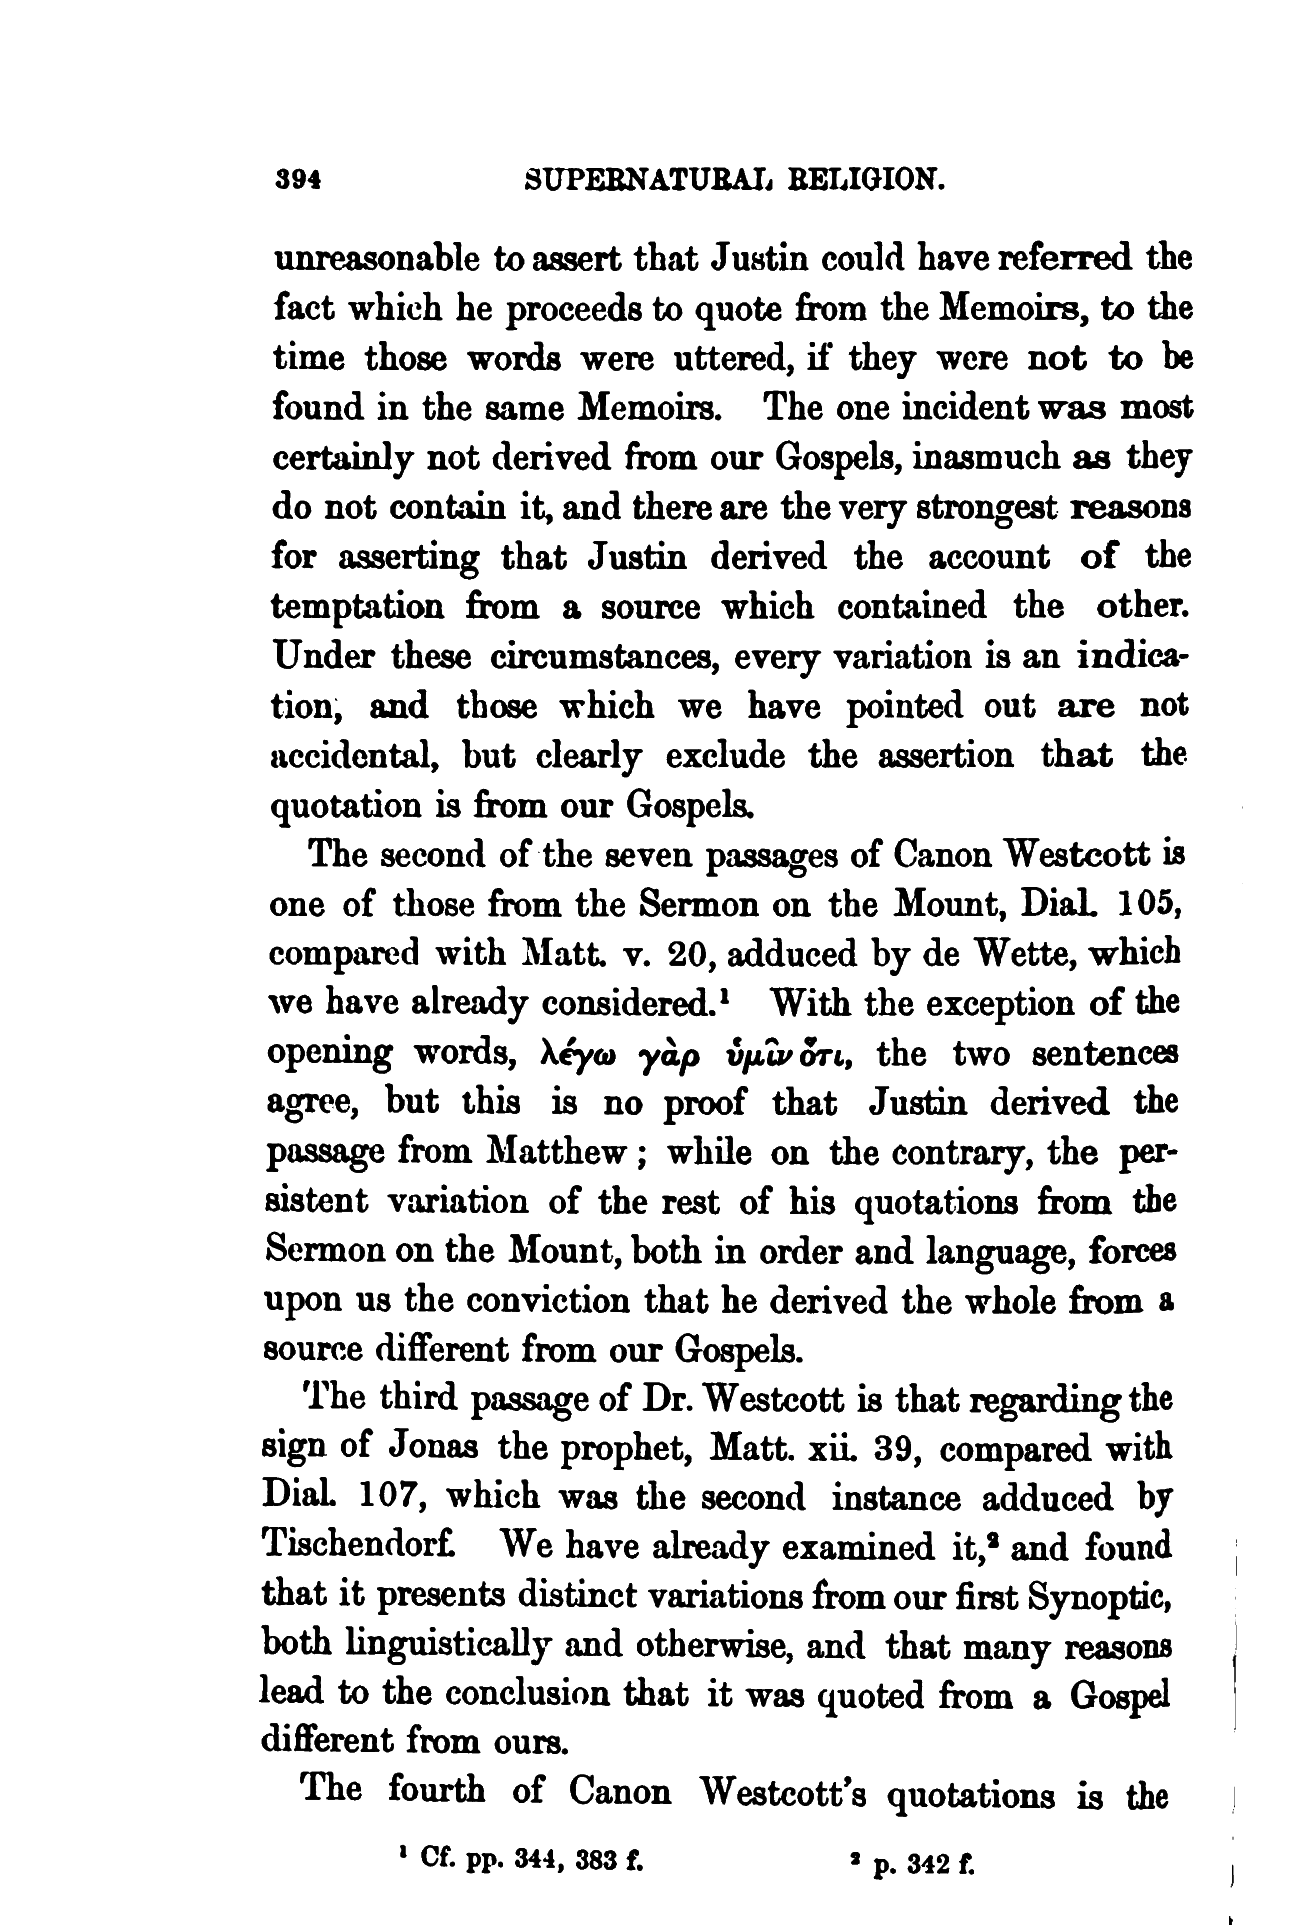 394 SUPERNATURAL RELIGION.
unreasonable to assert that Justin could have referred the
fact which he proceeds to quote from the Memoirs, to the
time those words were uttered, if they were not to be
found in the same Memoirs. The one incident was most
certainly not derived from our Gospels, inasmuch as they
do not contain it, and there are the very strongest reasons
for asserting that Justin derived the account of the
temptation from a source which contained the other.
Under these circumstances, every variation is an indica-
tion, and those which we have pointed out are not
accidental, but clearly exclude the assertion that the
quotation is from our Gospels.
The second of the seven passages of Canon Westcott is
one of those from the Sermon on the Mount, Dial. 105,
compared with Matt. v. 20, adduced by de Wette, which
we have already considered.¹ With the exception of the
opening words, λέγω γὰρ ὑμῖν ὅτι, the two sentences
agree, but this is no proof that Justin derived the
passage from Matthew ; while on the contrary, the per-
sistent variation of the rest of his quotations from the
Sermon on the Mount, both in order and language, forces
upon us the conviction that he derived the whole from a
source different from our Gospels.
The third passage of Dr. Westcott is that regarding the
sign of Jonas the prophet, Matt. xii. 39, compared with
Dial. 107, which was the second instance adduced by
Tischendorf. We have already examined it,² and found
that it presents distinct variations from our first Synoptic,
both linguistically and otherwise, and that many reasons
lead to the conclusion that it was quoted from a Gospel
different from ours.
The fourth of Canon Westcott's quotations is the
¹ Cf. pp. 344, 383 f. ² p. 342 f.